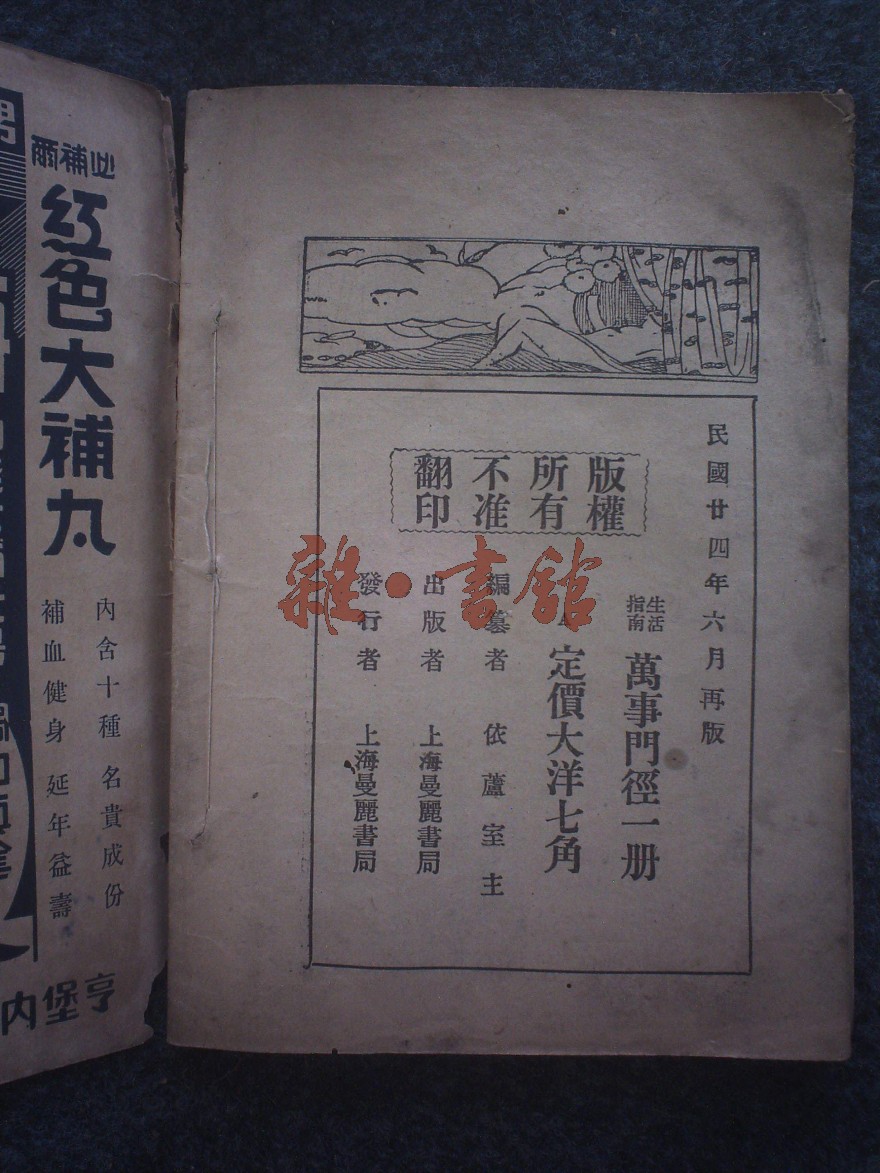 民國廿四年六月再版
版權所有不准翻印
生活指南
萬事門徑一册
定價大洋七角
編纂者 依蘆室主
出版者 上海曼麗書局
發行者 上海曼麗書局
雜·書館
補爾
紅色大補丸
內含十種 名貴成份
補血健身 延年益壽
亨堡内